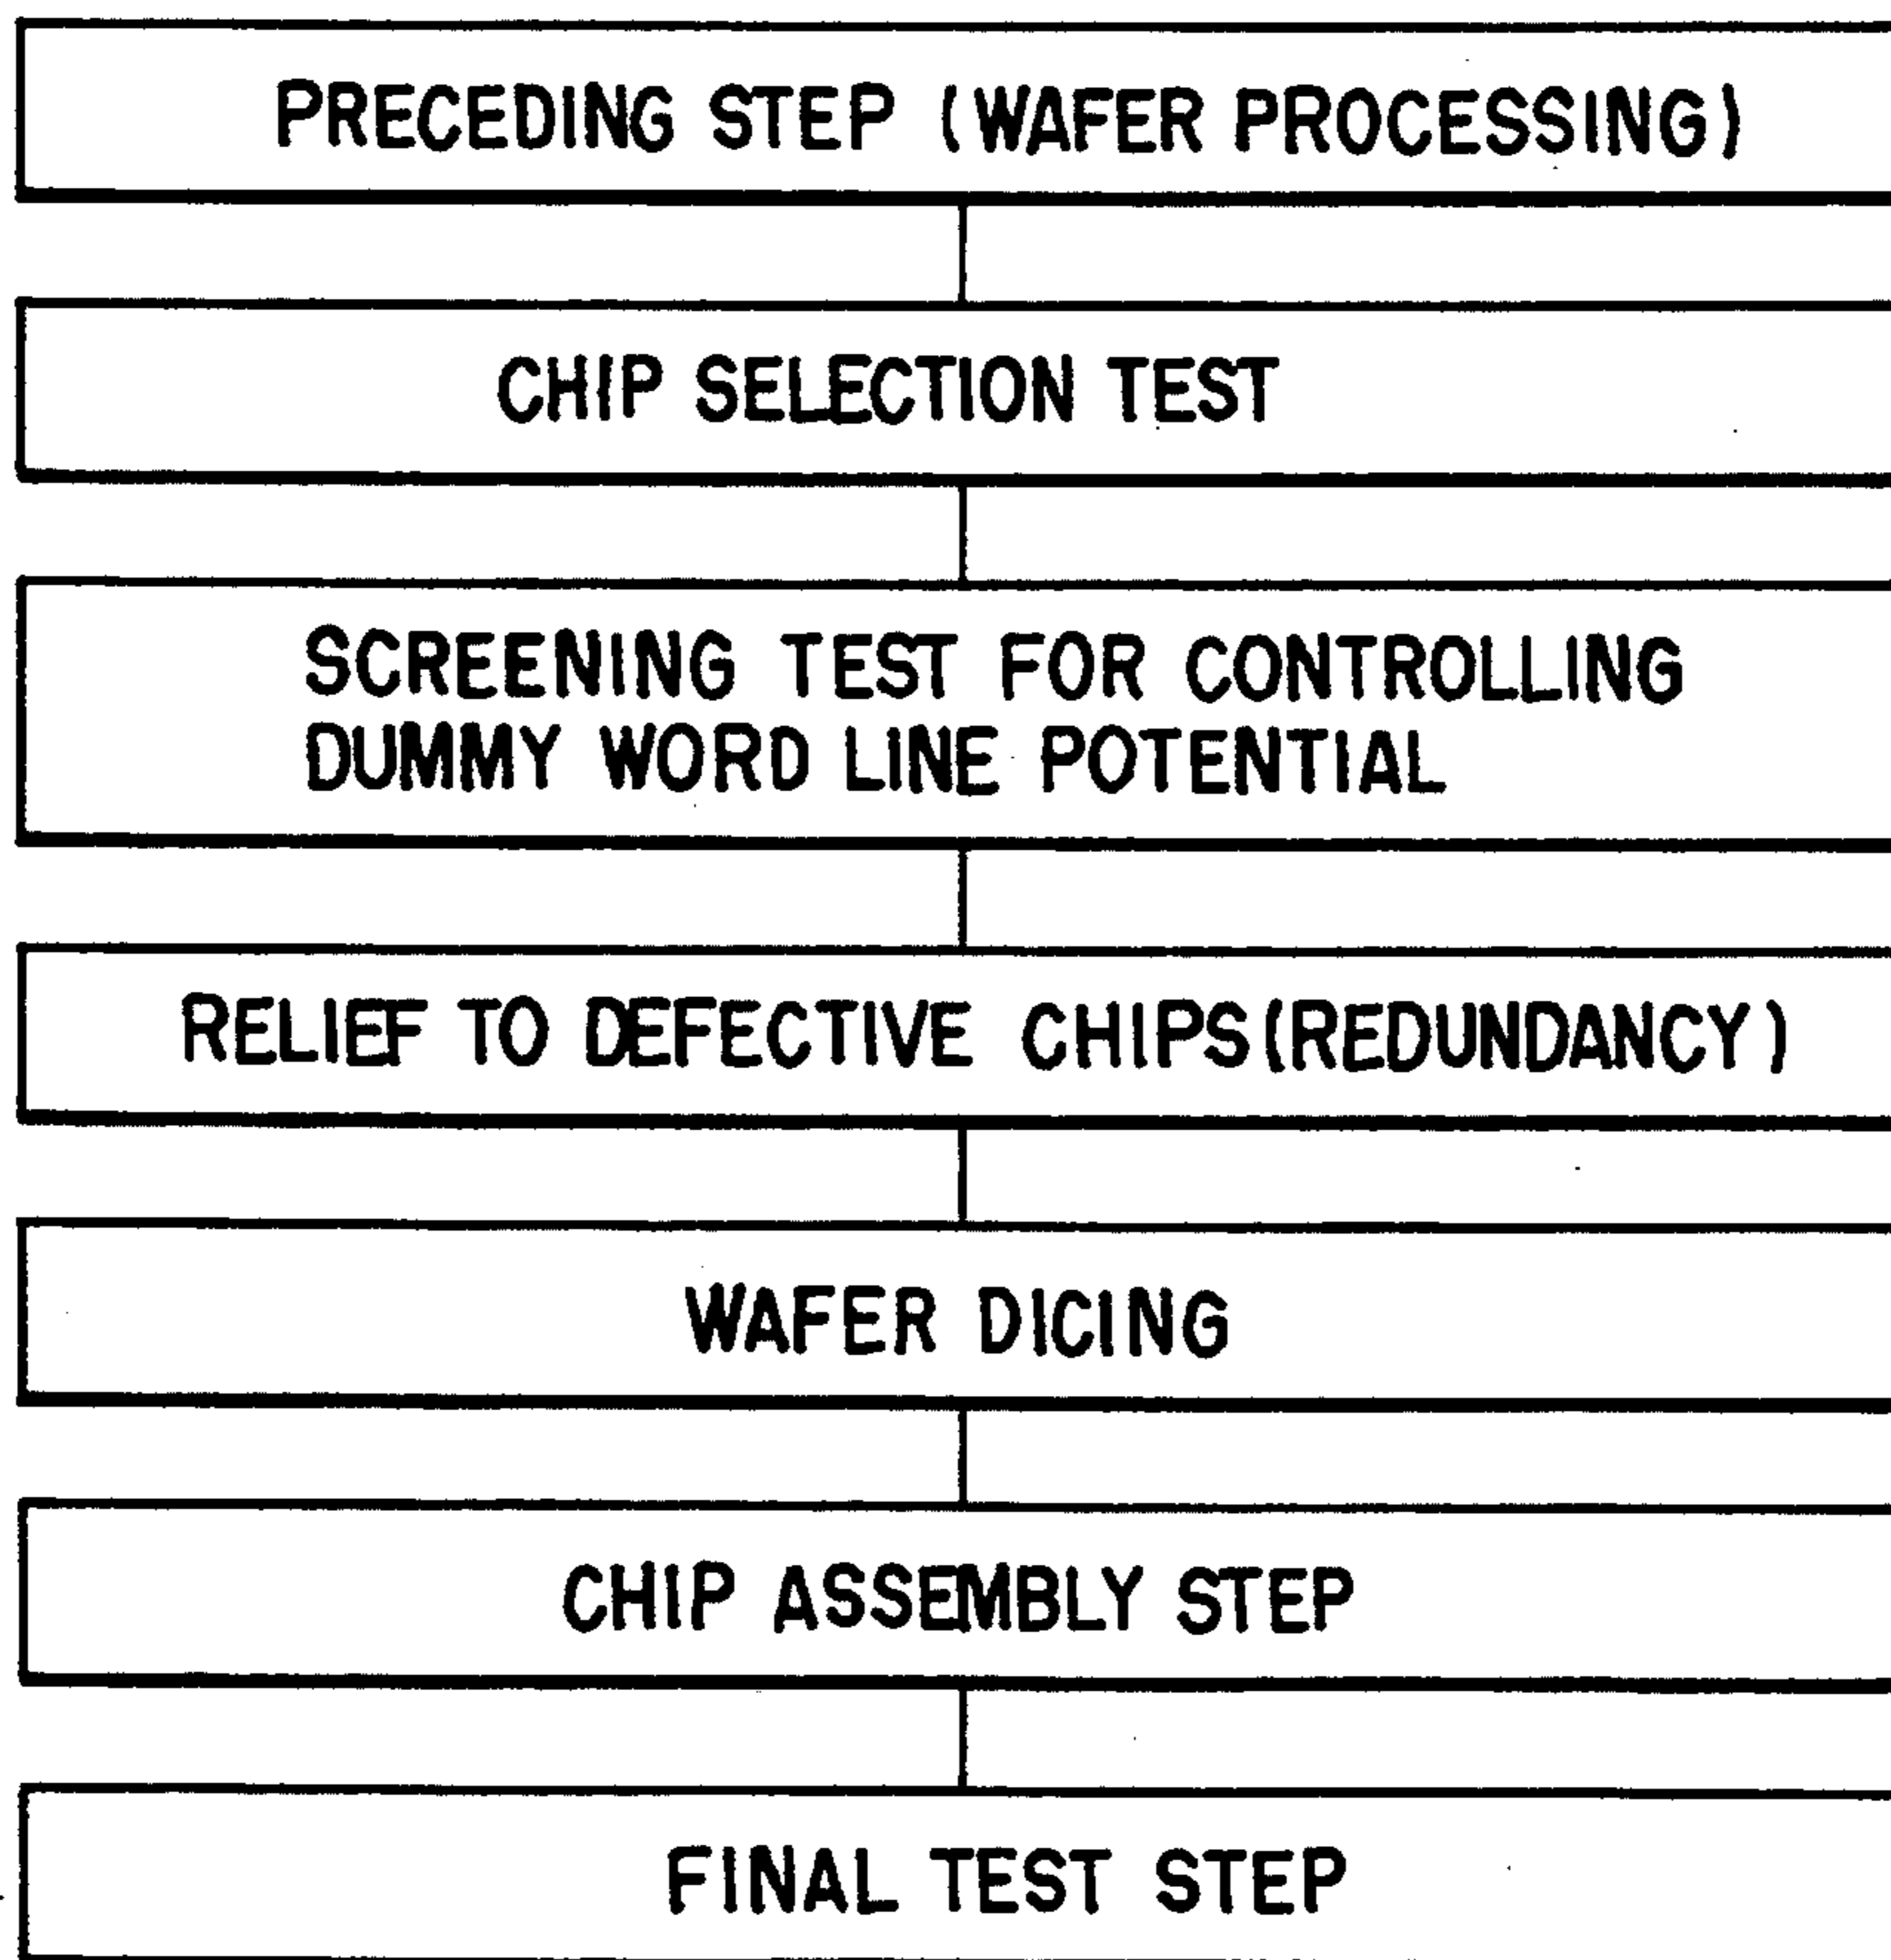 PRECEDING STEP (WAFER PROCESSING)
CHIP SELECTION TEST
SCREENING TEST FOR CONTROLLING
DUMMY WORD LINE POTENTIAL
RELIEF TO DEFECTIVE CHIPS(REDUNDANCY)
WAFER DICING
CHIP ASSEMBLY STEP
FINAL TEST STEP